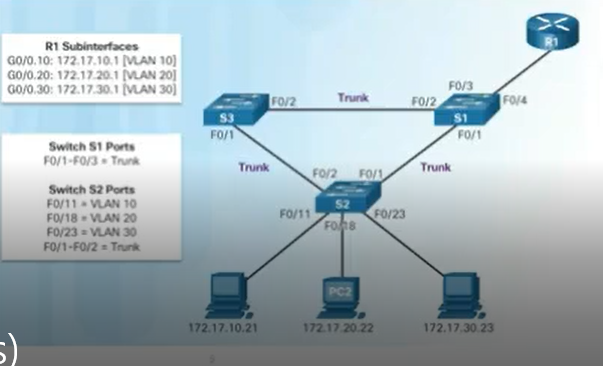 R1 Subinterfaces
G0/0.10: 172.17.10.1 [VLAN 10]
G0/0.20: 172.17.20.1 [VLAN 20]
G0/0.30: 172.17.30.1 [VLAN 30]
R1
F0/3
F0/2
Trunk
F0/2
F0/4
S3
S1
F0/1
F0/1
Switch S1 Ports
F0/1-F0/3 = Trunk
Switch S2 Ports
F0/11 = VLAN 10
F0/18 = VLAN 20
F0/23 = VLAN 30
F0/1-F0/2 = Trunk
Trunk
Trunk
F0/2
F0/1
S2
F0/11
F0/18
F0/23
PC2
172.17.10.21
172.17.20.22
172.17.30.23
s)